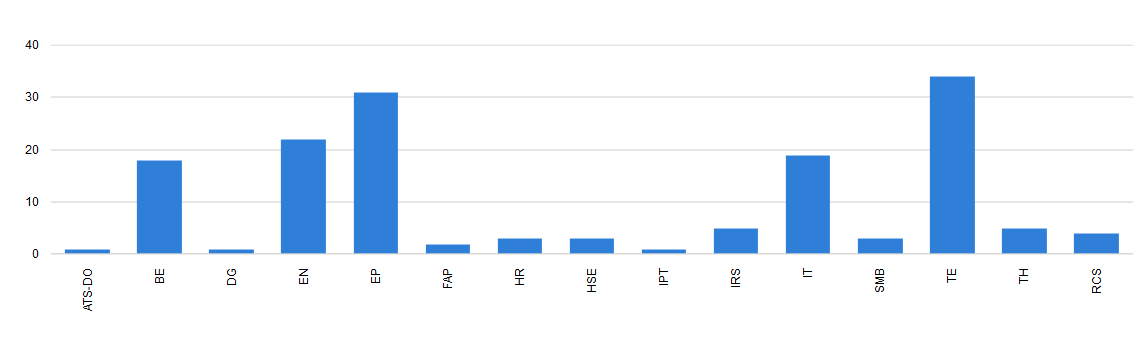 40
30
20
10
0
ATS-DO
BE
DG
EN
EP
FAP
HR
HSE
IPT
IRS
IT
SMB
TE
TH
RCS